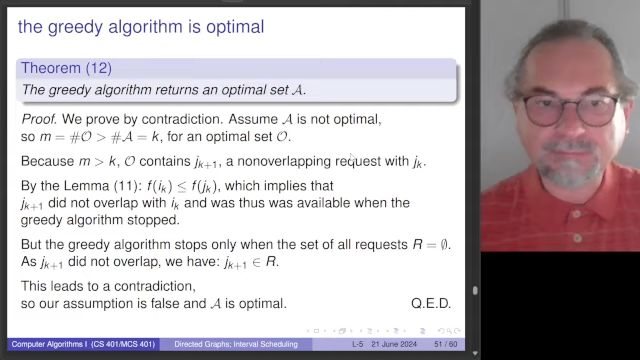 the greedy algorithm is optimal
Theorem (12)
The greedy algorithm returns an optimal set 𝒜.
Proof. We prove by contradiction. Assume 𝒜 is not optimal,
so m = #𝒪 > #𝒜 = k, for an optimal set 𝒪.
Because m > k, 𝒪 contains jₖ₊₁, a nonoverlapping request with jₖ.
By the Lemma (11): f(iₖ) ≤ f(jₖ), which implies that
jₖ₊₁ did not overlap with iₖ and was thus was available when the
greedy algorithm stopped.
But the greedy algorithm stops only when the set of all requests R = ∅.
As jₖ₊₁ did not overlap, we have: jₖ₊₁ ∈ R.
This leads to a contradiction,
so our assumption is false and 𝒜 is optimal. Q.E.D.
Computer Algorithms I (CS 401/MCS 401) Directed Graphs; Interval Scheduling L-5 21 June 2024 51 / 60